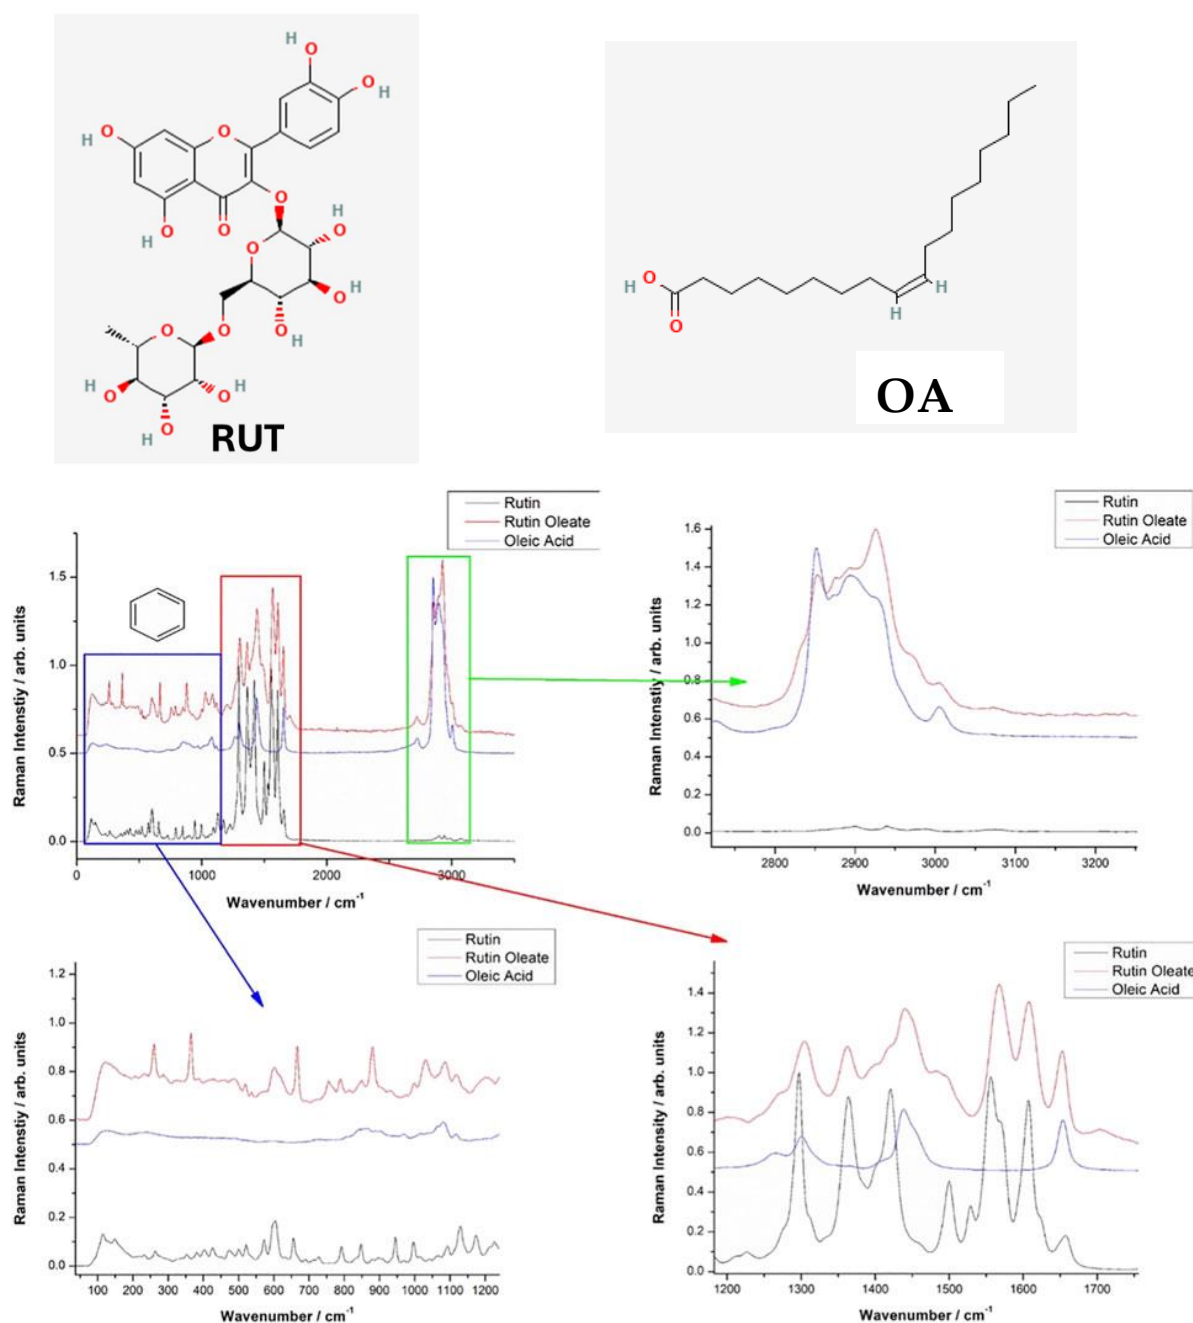 H
O
O
H
H
O
O
O
O
H
O
H
O
O
H
O
O
H
O
H
O
O
H
O
H
O
O
H
O
H
RUT
H
O
O
H
H
OA
Rutin
Rutin Oleate
Oleic Acid
Raman Intenstiy / arb. units
1.5
1.0
0.5
0.0
0 1000 2000 3000
Wavenumber / cm-1
Rutin
Rutin Oleate
Oleic Acid
Raman Intenstiy / arb. units
1.6
1.4
1.2
1.0
0.8
0.6
0.4
0.2
0.0
2800 2900 3000 3100 3200
Wavenumber / cm-1
Rutin
Rutin Oleate
Oleic Acid
Raman Intenstiy / arb. units
1.2
1.0
0.8
0.6
0.4
0.2
0.0
100 200 300 400 500 600 700 800 900 1000 1100 1200
Wavenumber / cm-1
Rutin
Rutin Oleate
Oleic Acid
Raman Intensity / arb. units
1.4
1.2
1.0
0.8
0.6
0.4
0.2
0.0
1200 1300 1400 1500 1600 1700
Wavenumber / cm-1